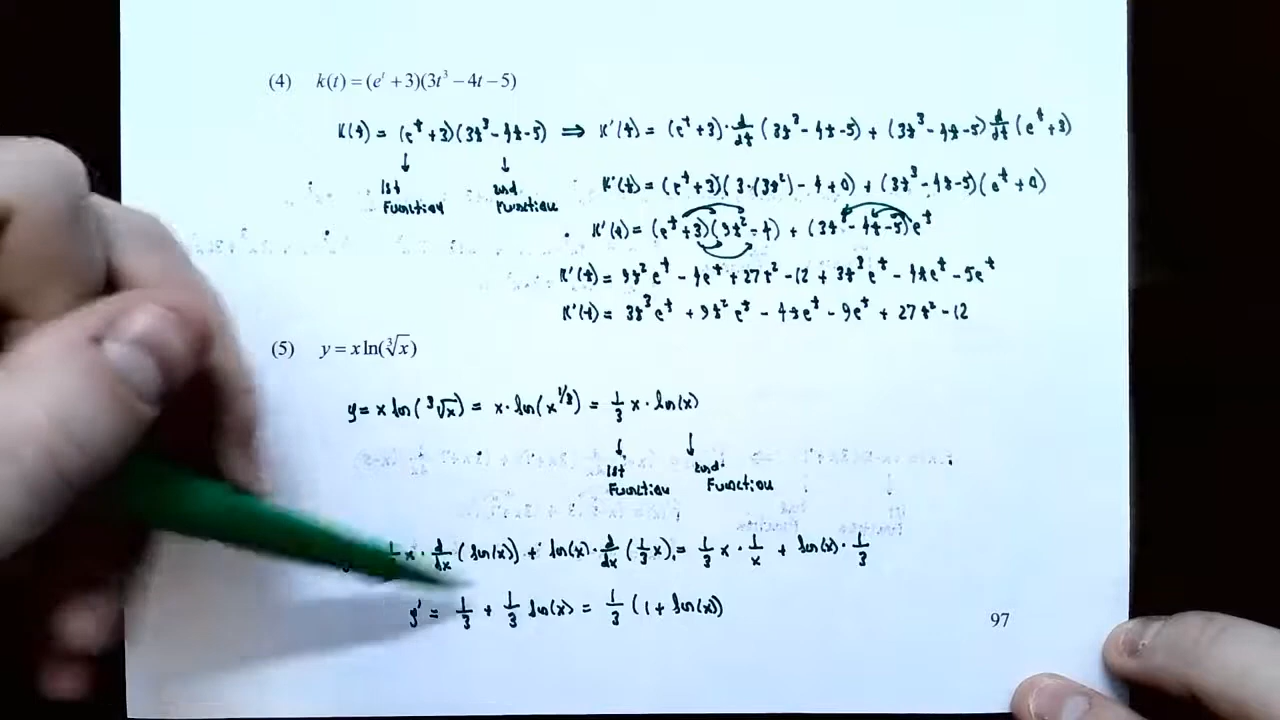 (4) k(t) = (e^t + 3)(3t^3 − 4t − 5)
K(t) = (e^t + 3)(3t^3 − 4t − 5) ⟹ K'(t) = (e^t + 3) · d/dt (3t^3 − 4t − 5) + (3t^3 − 4t − 5) d/dt (e^t + 3)
↓ ↓
1st Function 2nd Function
K'(t) = (e^t + 3)(3·(3t^2) − 4 + 0) + (3t^3 − 4t − 5)(e^t + 0)
K'(t) = (e^t + 3)(9t^2 − 4) + (3t^3 − 4t − 5)e^t
K'(t) = 9t^2 e^t − 4e^t + 27t^2 − 12 + 3t^3 e^t − 4te^t − 5e^t
K'(t) = 3t^3 e^t + 9t^2 e^t − 4te^t − 9e^t + 27t^2 − 12
(5) y = x ln(∛x)
y = x ln(∛x) = x · ln(x^1/3) = 1/3 x · ln(x)
↓ ↓
1st Function 2nd Function
1/3 x · d/dx (ln(x)) + ln(x) · d/dx (1/3 x) = 1/3 x · 1/x + ln(x) · 1/3
y' = 1/3 + 1/3 ln(x) = 1/3 (1 + ln(x))
97